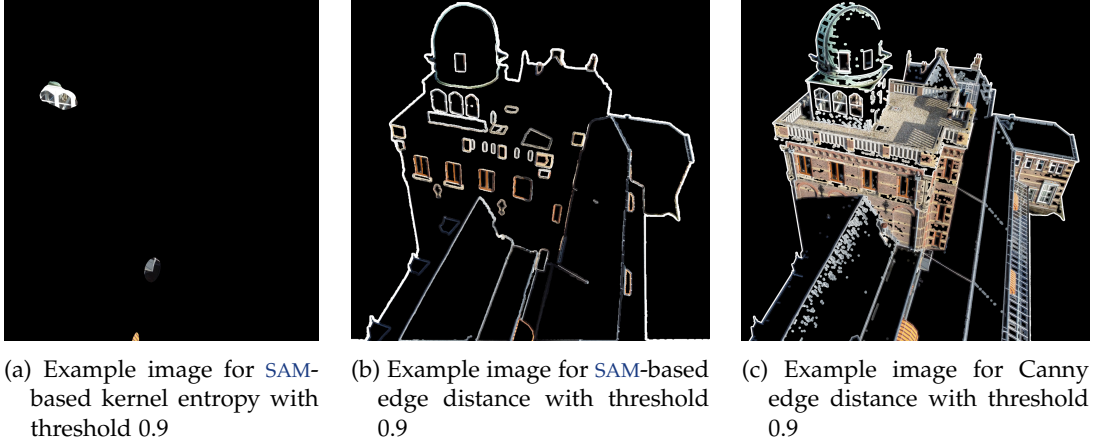 (a) Example image for SAM-
based kernel entropy with
threshold 0.9
(b) Example image for SAM-based
edge distance with threshold
0.9
(c) Example image for Canny
edge distance with threshold
0.9